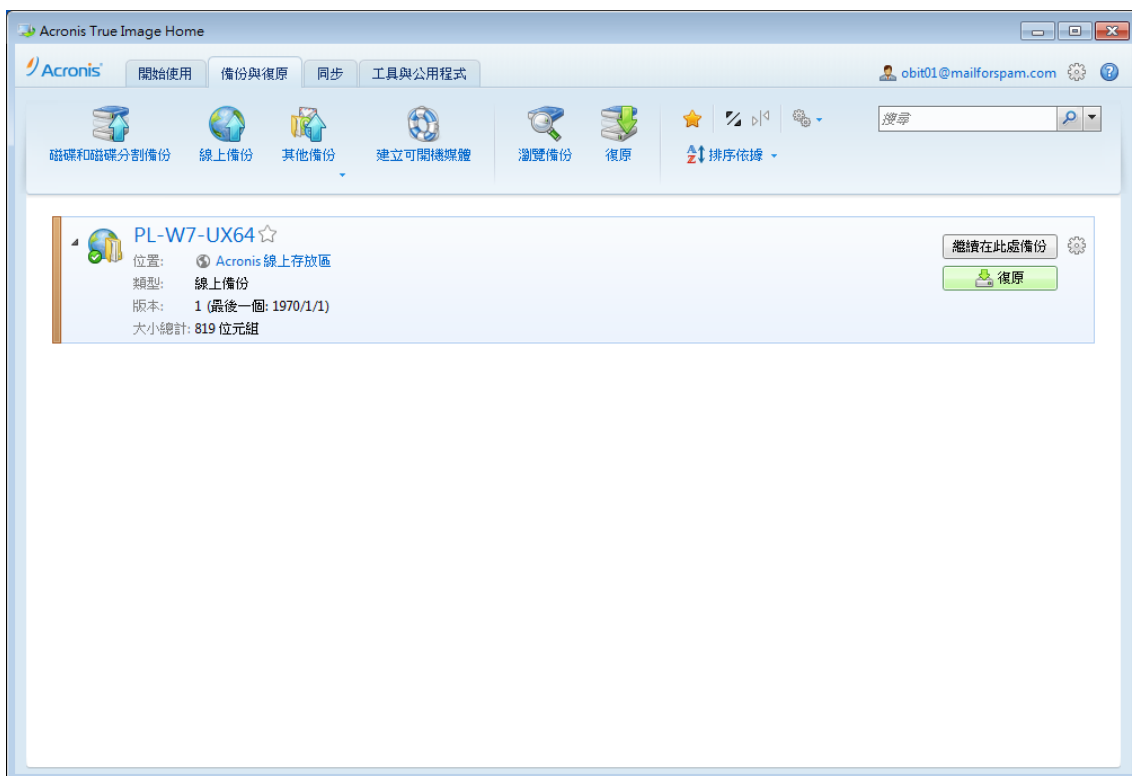 Acronis True Image Home
Acronis
開始使用
備份與復原
同步
工具與公用程式
obit01@mailforspam.com
磁碟和磁碟分割備份
線上備份
其他備份
建立可開機媒體
瀏覽備份
復原
排序依據
搜尋
PL-W7-UX64
位置: Acronis 線上存放區
類型: 線上備份
版本: 1 (最後一個: 1970/1/1)
大小總計: 819 位元組
繼續在此處備份
復原